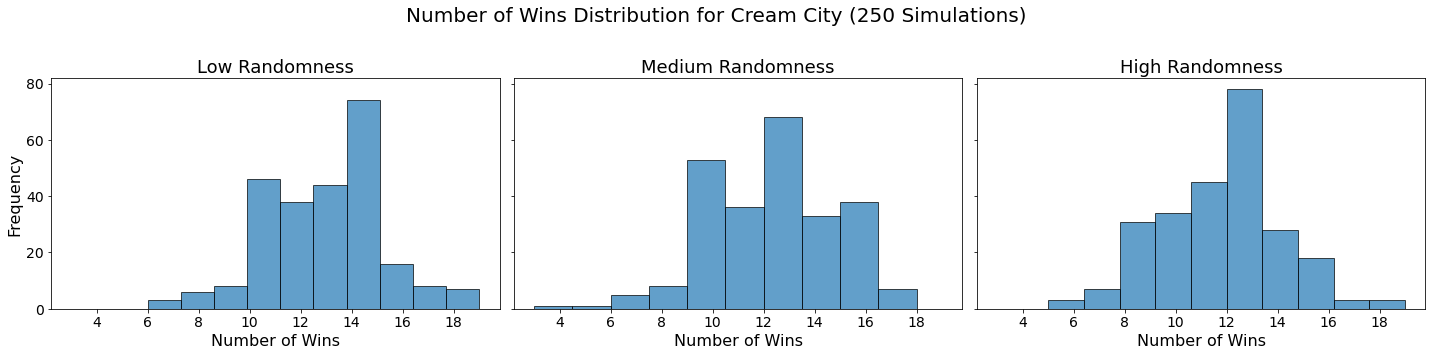 Number of Wins Distribution for Cream City (250 Simulations)
Low Randomness
Medium Randomness
High Randomness
80
60
40
20
0
Frequency
4 6 8 10 12 14 16 18
4 6 8 10 12 14 16 18
4 6 8 10 12 14 16 18
Number of Wins
Number of Wins
Number of Wins